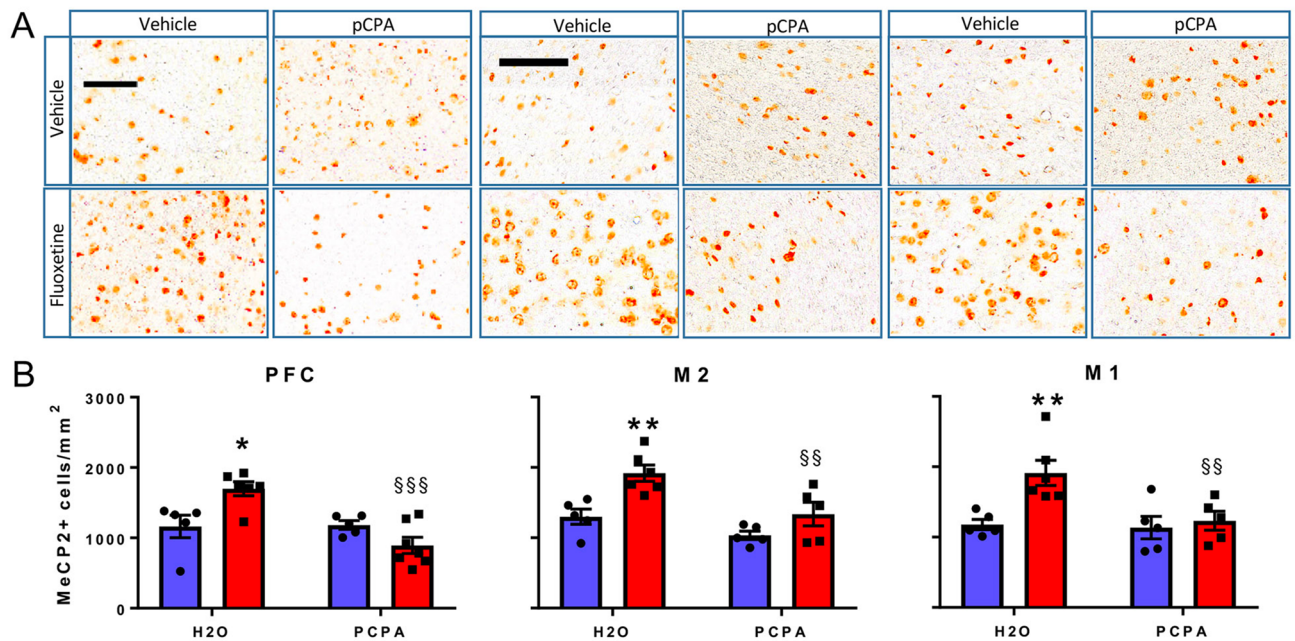 A
Vehicle pCPA Vehicle pCPA Vehicle pCPA
Vehicle
Fluoxetine
B
PFC M2 M1
MeCP2+ cells/mm2
3000
2000
1000
0
* ** **
§§§ §§ §§
H2O PCPA H2O PCPA H2O PCPA